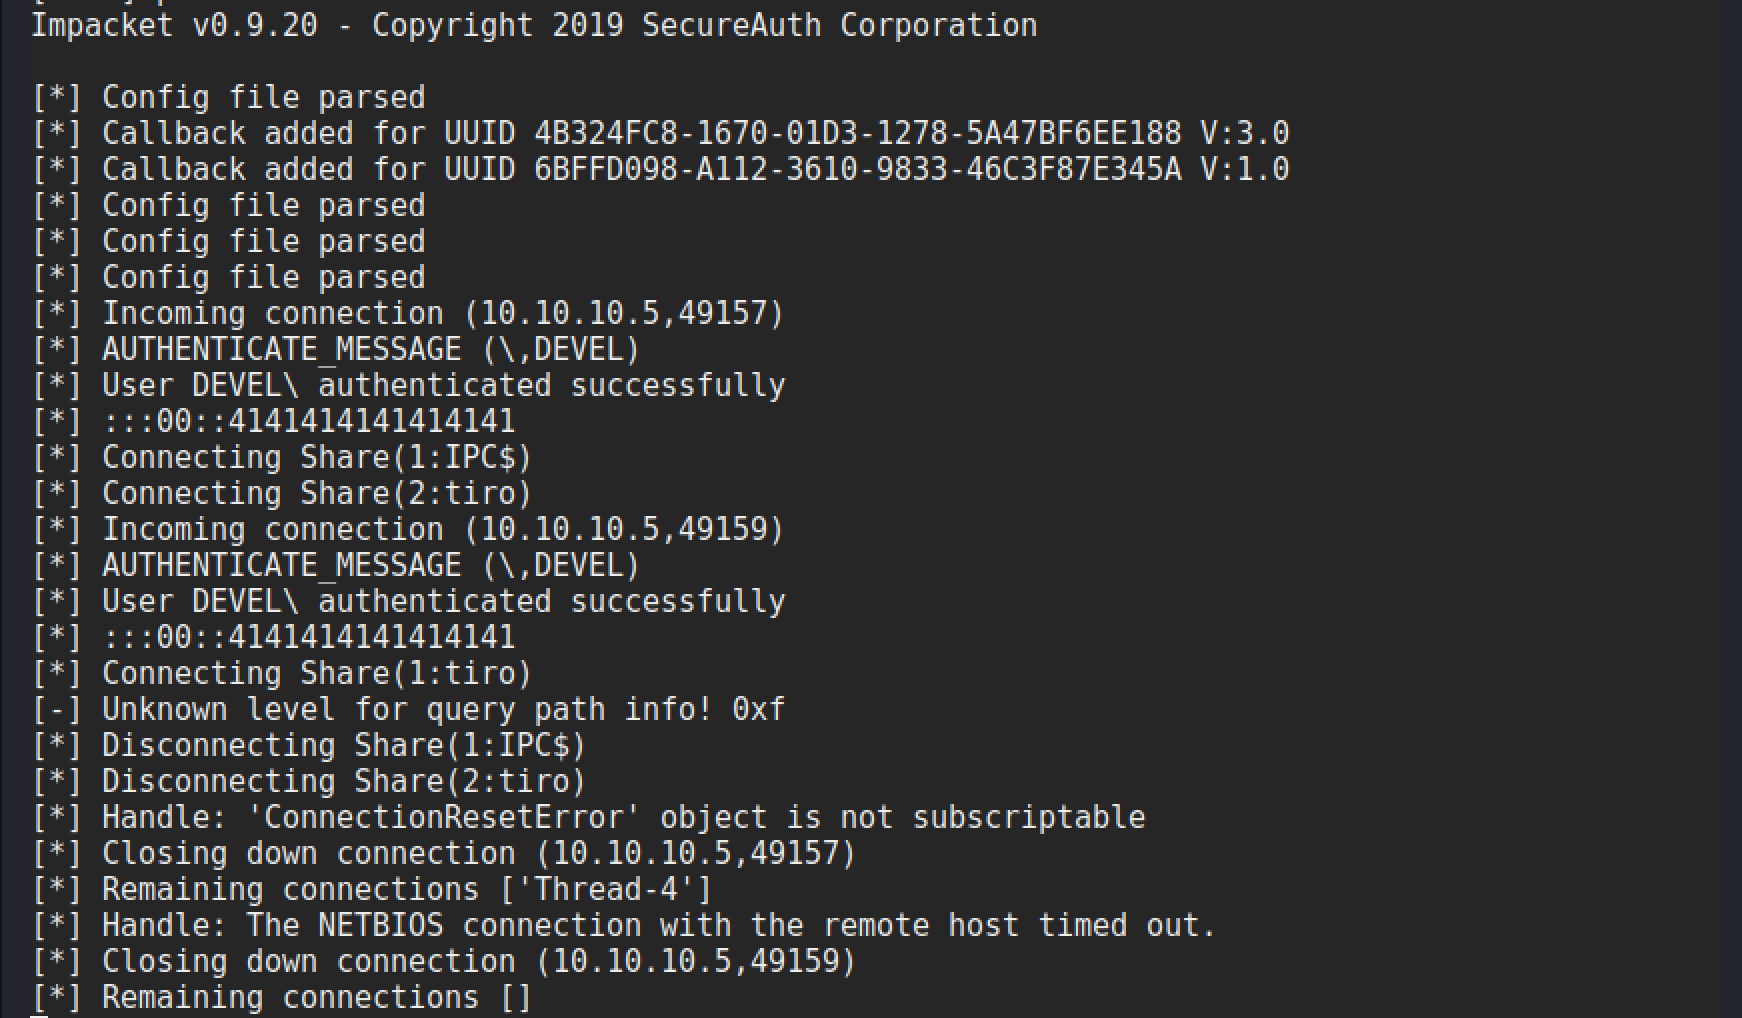 Impacket v0.9.20 - Copyright 2019 SecureAuth Corporation
[*] Config file parsed
[*] Callback added for UUID 4B324FC8-1670-01D3-1278-5A47BF6EE188 V:3.0
[*] Callback added for UUID 6BFFD098-A112-3610-9833-46C3F87E345A V:1.0
[*] Config file parsed
[*] Config file parsed
[*] Config file parsed
[*] Incoming connection (10.10.10.5,49157)
[*] AUTHENTICATE_MESSAGE (\,DEVEL)
[*] User DEVEL\ authenticated successfully
[*] :::00::4141414141414141
[*] Connecting Share(1:IPC$)
[*] Connecting Share(2:tiro)
[*] Incoming connection (10.10.10.5,49159)
[*] AUTHENTICATE_MESSAGE (\,DEVEL)
[*] User DEVEL\ authenticated successfully
[*] :::00::4141414141414141
[*] Connecting Share(1:tiro)
[-] Unknown level for query path info! 0xf
[*] Disconnecting Share(1:IPC$)
[*] Disconnecting Share(2:tiro)
[*] Handle: 'ConnectionResetError' object is not subscriptable
[*] Closing down connection (10.10.10.5,49157)
[*] Remaining connections ['Thread-4']
[*] Handle: The NETBIOS connection with the remote host timed out.
[*] Closing down connection (10.10.10.5,49159)
[*] Remaining connections []